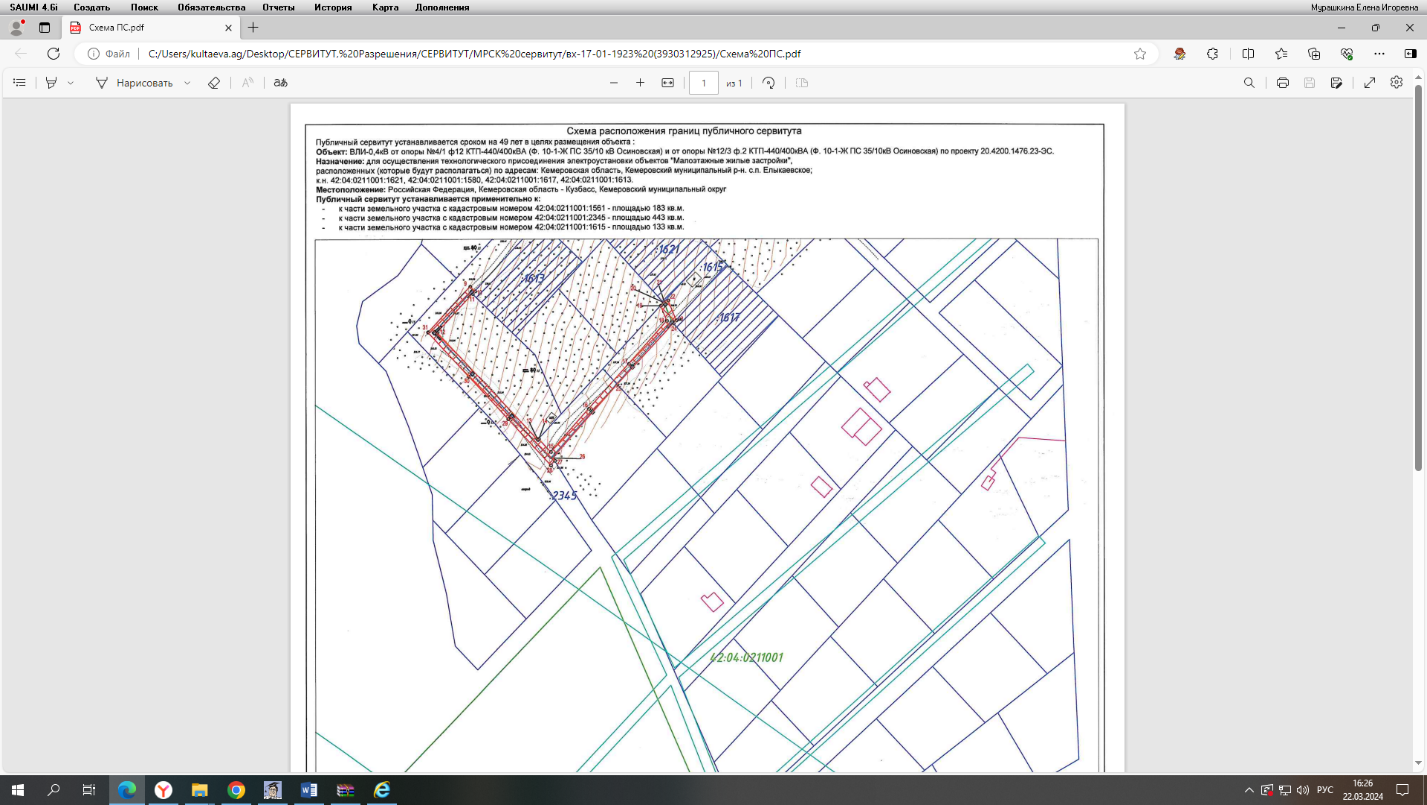 SAUMI 4.6i Создать Поиск Обязательства Отчеты История Карта Дополнения Мурашкина Елена Игоревна
Схема ПС.pdf
Файл C:/Users/kultaeva.ag/Desktop/СЕРВИТУТ.%20Разрешения/СЕРВИТУТ/МРСК%20сервитут/вх-17-01-1923%20(3930312925)/Схема%20ПС.pdf
Нарисовать аあ 1 из 1
Схема расположения границ публичного сервитута
Публичный сервитут устанавливается сроком на 49 лет в целях размещения объекта :
Объект: ВЛИ-0,4кВ от опоры №4/1 ф12 КТП-440/400кВА (Ф. 10-1-Ж ПС 35/10 кВ Осиновская) и от опоры №12/3 ф.2 КТП-440/400кВА (Ф. 10-1-Ж ПС 35/10кВ Осиновская) по проекту 20.4200.1476.23-ЭС.
Назначение: для осуществления технологического присоединения электроустановки объектов "Малоэтажные жилые застройки",
расположенных (которые будут располагаться) по адресам: Кемеровская область, Кемеровский муниципальный р-н. с.п. Елыкаевское;
к.н. 42:04:0211001:1621, 42:04:0211001:1580, 42:04:0211001:1617, 42:04:0211001:1613.
Местоположение: Российская Федерация, Кемеровская область - Кузбасс, Кемеровский муниципальный округ
Публичный сервитут устанавливается применительно к:
- к части земельного участка с кадастровым номером 42:04:0211001:1561 - площадью 183 кв.м.
- к части земельного участка с кадастровым номером 42:04:0211001:2345 - площадью 443 кв.м.
- к части земельного участка с кадастровым номером 42:04:0211001:1615 - площадью 133 кв.м.
:1621
:1615
:1613
:1617
:2345
42:04:0211001
РУС
16:26
22.03.2024